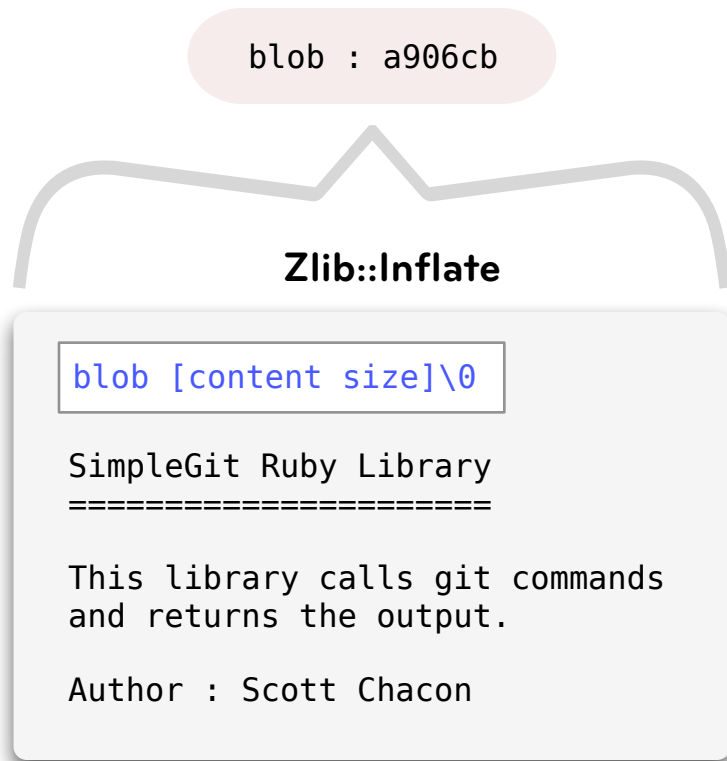 blob : a906cb
Zlib::Inflate
blob [content size]\0
SimpleGit Ruby Library
======================
This library calls git commands
and returns the output.
Author : Scott Chacon